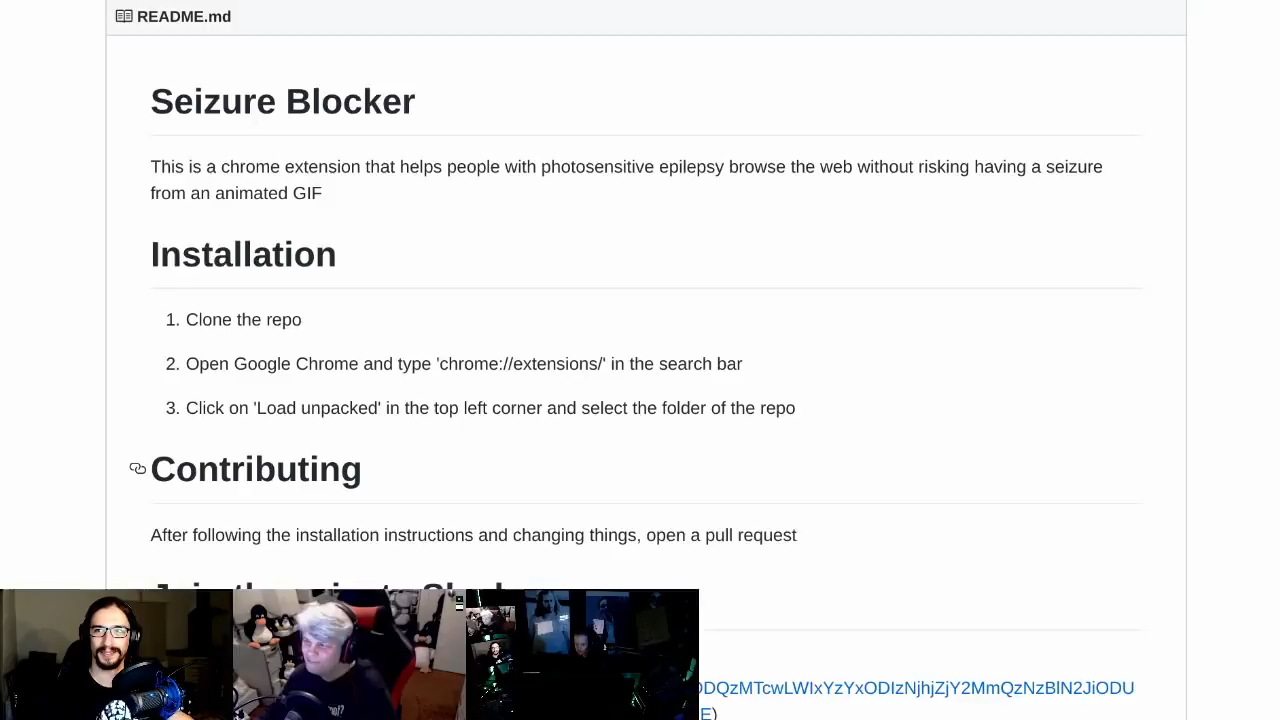 README.md
Seizure Blocker
This is a chrome extension that helps people with photosensitive epilepsy browse the web without risking having a seizure
from an animated GIF
Installation
1. Clone the repo
2. Open Google Chrome and type 'chrome://extensions/' in the search bar
3. Click on 'Load unpacked' in the top left corner and select the folder of the repo
Contributing
After following the installation instructions and changing things, open a pull request